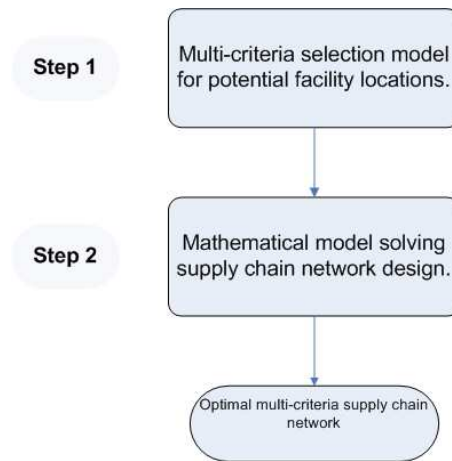 Step 1
Multi-criteria selection model
for potential facility locations.
Step 2
Mathematical model solving
supply chain network design.
Optimal multi-criteria supply chain
network